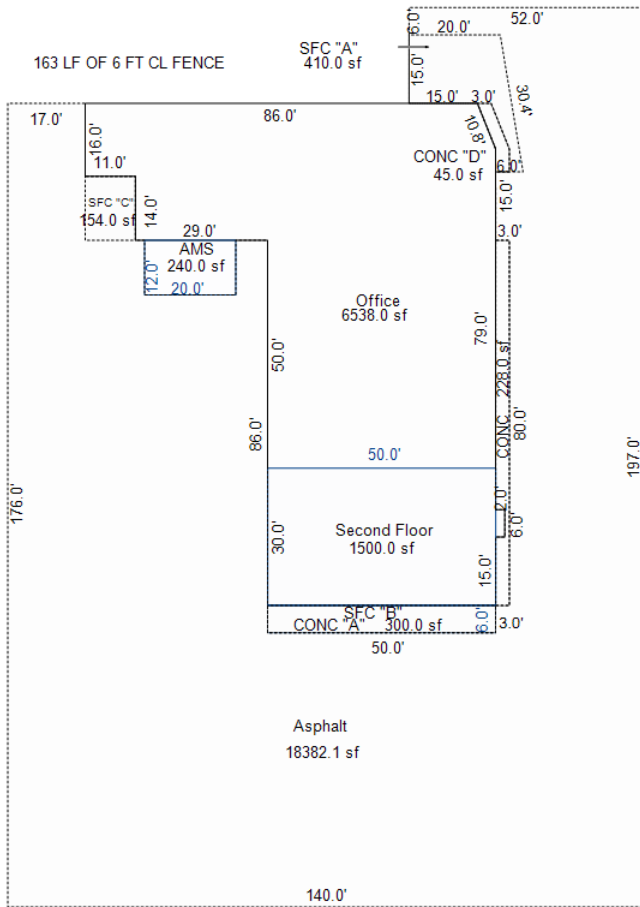 52.0'
6.0'
20.0'
SFC "A"
410.0 sf
163 LF OF 6 FT CL FENCE
15.0'
30.4'
17.0'
86.0'
15.0'
3.0'
16.0'
10.8'
11.0'
CONC "D"
45.0 sf
6.0'
SFC "C"
154.0 sf
14.0'
15.0'
29.0'
3.0'
AMS
240.0 sf
12.0'
20.0'
Office
6538.0 sf
79.0'
50.0'
CONC 228.0 sf
80.0'
86.0'
50.0'
197.0'
176.0'
2.0'
6.0'
Second Floor
1500.0 sf
30.0'
15.0'
SFC "B"
CONC "A" 300.0 sf
6.0'
3.0'
50.0'
Asphalt
18382.1 sf
140.0'